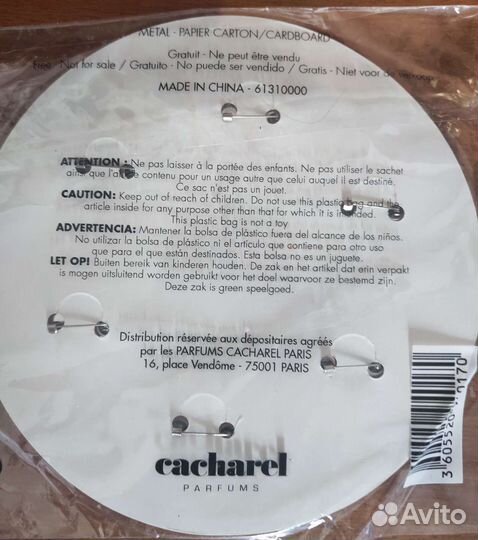 METAL - PAPIER CARTON/CARDBOARD
Gratuit - Ne peut être vendu
Free - Not for sale / Gratuito - No puede ser vendido / Gratis - Niet voor de verkoop
MADE IN CHINA - 61310000
ATTENTION : Ne pas laisser à la portée des enfants. Ne pas utiliser le sachet
ainsi que l'article contenu pour un usage autre que celui auquel il est destiné.
Ce sac n'est pas un jouet.
CAUTION: Keep out of reach of children. Do not use this plastic bag and the
article inside for any purpose other than that for which it is intended.
This plastic bag is not a toy
ADVERTENCIA: Mantener la bolsa de plástico fuera del alcance de los niños.
No utilizar la bolsa de plástico ni el artículo que contiene para otro uso
que para el que están destinados. Esta bolsa no es un juguete.
LET OP! Buiten bereik van kinderen houden. De zak en het artikel dat erin verpakt
is mogen uitsluitend worden gebruikt voor het doel waarvoor ze bestemd zijn.
Deze zak is green speelgoed.
Distribution réservée aux dépositaires agréés
par les PARFUMS CACHAREL PARIS
16, place Vendôme - 75001 PARIS
cacharel
PARFUMS
Avito